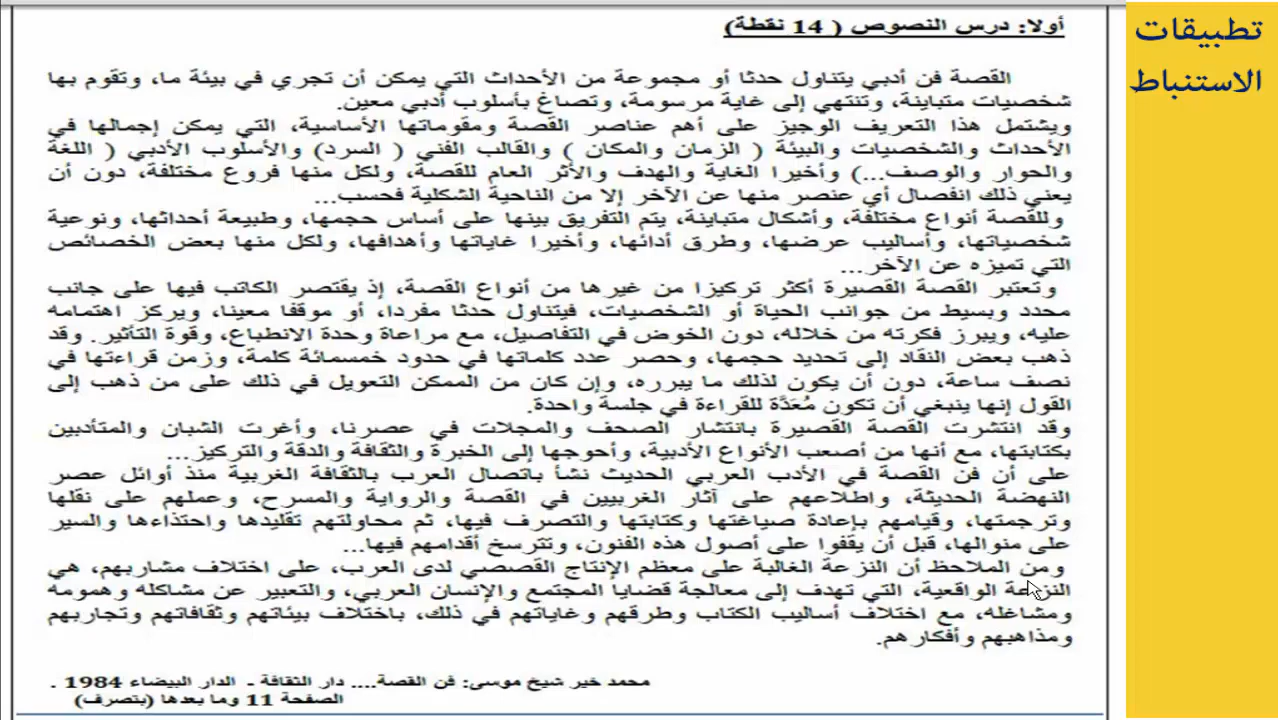 تطبيقات
الاستنباط
أولا: درس النصوص ( 14 نقطة)
القصة فن أدبي يتناول حدثا أو مجموعة من الأحداث التي يمكن أن تجري في بيئة ما، وتقوم بها
شخصيات متباينة، وتنتهي إلى غاية مرسومة، وتصاغ بأسلوب أدبي معين.
ويشتمل هذا التعريف الوجيز على أهم عناصر القصة ومقوماتها الأساسية، التي يمكن إجمالها في
الأحداث والشخصيات والبيئة ( الزمان والمكان ) والقالب الفني ( السرد) والأسلوب الأدبي ( اللغة
والحوار والوصف...) وأخيرا الغاية والهدف والأثر العام للقصة، ولكل منها فروع مختلفة، دون أن
يعني ذلك انفصال أي عنصر منها عن الآخر إلا من الناحية الشكلية فحسب...
وللقصة أنواع مختلفة، وأشكال متباينة، يتم التفريق بينها على أساس حجمها، وطبيعة أحداثها، ونوعية
شخصياتها، وأساليب عرضها، وطرق أدائها، وأخيرا غاياتها وأهدافها، ولكل منها بعض الخصائص
التي تميزه عن الآخر...
وتعتبر القصة القصيرة أكثر تركيزا من غيرها من أنواع القصة، إذ يقتصر الكاتب فيها على جانب
محدد وبسيط من جوانب الحياة أو الشخصيات، فيتناول حدثا مفردا، أو موقفا معينا، ويركز اهتمامه
عليه، ويبرز فكرته من خلاله، دون الخوض في التفاصيل، مع مراعاة وحدة الانطباع، وقوة التأثير. وقد
ذهب بعض النقاد إلى تحديد حجمها، وحصر عدد كلماتها في حدود خمسمائة كلمة، وزمن قراءتها في
نصف ساعة، دون أن يكون لذلك ما يبرره، وإن كان من الممكن التعويل في ذلك على من ذهب إلى
القول إنها ينبغي أن تكون مُعَدَّة للقراءة في جلسة واحدة.
وقد انتشرت القصة القصيرة بانتشار الصحف والمجلات في عصرنا، وأغرت الشبان والمتأدبين
بكتابتها، مع أنها من أصعب الأنواع الأدبية، وأحوجها إلى الخبرة والثقافة والدقة والتركيز...
على أن فن القصة في الأدب العربي الحديث نشأ باتصال العرب بالثقافة الغربية منذ أوائل عصر
النهضة الحديثة، واطلاعهم على آثار الغربيين في القصة والرواية والمسرح، وعملهم على نقلها
وترجمتها، وقيامهم بإعادة صياغتها وكتابتها والتصرف فيها، ثم محاولتهم تقليدها واحتذاءها والسير
على منوالها، قبل أن يقفوا على أصول هذه الفنون، وتترسخ أقدامهم فيها...
ومن الملاحظ أن النزعة الغالبة على معظم الإنتاج القصصي لدى العرب، على اختلاف مشاربهم، هي
النزعة الواقعية، التي تهدف إلى معالجة قضايا المجتمع والإنسان العربي، والتعبير عن مشاكله وهمومه
ومشاغله، مع اختلاف أساليب الكتاب وطرقهم وغاياتهم في ذلك، باختلاف بيئاتهم وثقافاتهم وتجاربهم
ومذاهبهم وأفكارهم.
محمد خير شيخ موسى: فن القصة.... دار الثقافة - الدار البيضاء 1984 .
الصفحة 11 وما بعدها (بتصرف)